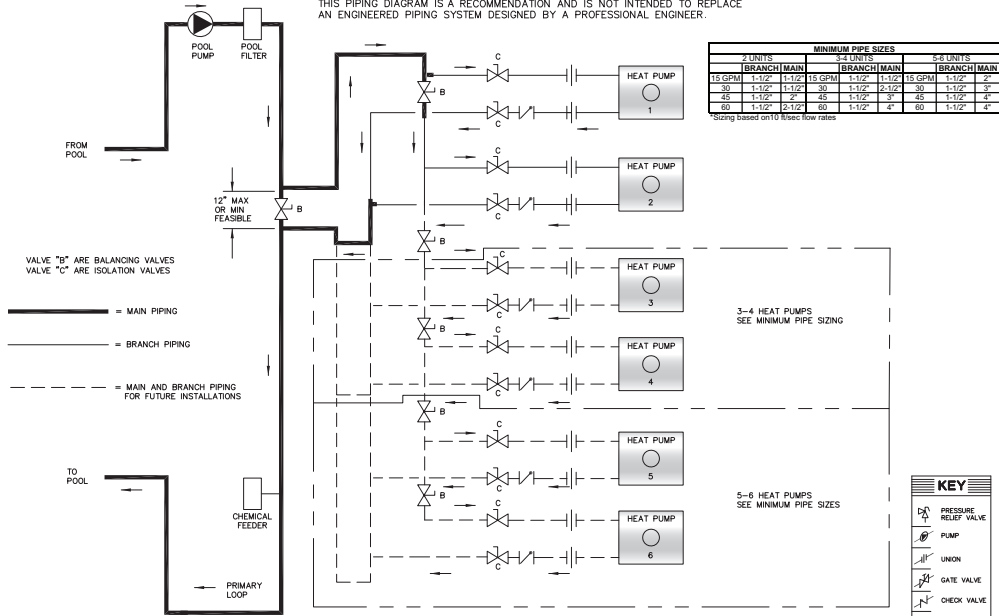 THIS PIPING DIAGRAM IS A RECOMMENDATION AND IS NOT INTENDED TO REPLACE
AN ENGINEERED PIPING SYSTEM DESIGNED BY A PROFESSIONAL ENGINEER.
POOL
PUMP
POOL
FILTER
MINIMUM PIPE SIZES
2 UNITS 3-4 UNITS 5-6 UNITS
BRANCH MAIN BRANCH MAIN BRANCH MAIN
15 GPM 1-1/2" 1-1/2" 15 GPM 1-1/2" 1-1/2" 15 GPM 1-1/2" 2"
30 1-1/2" 1-1/2" 30 1-1/2" 2-1/2" 30 1-1/2" 3"
45 1-1/2" 2" 45 1-1/2" 3" 45 1-1/2" 4"
60 1-1/2" 2-1/2" 60 1-1/2" 4" 60 1-1/2" 4"
*Sizing based on10 ft/sec flow rates
C
HEAT PUMP
B
1
C
FROM
POOL
C
HEAT PUMP
2
C
12" MAX
OR MIN
FEASIBLE
B
B
VALVE "B" ARE BALANCING VALVES
VALVE "C" ARE ISOLATION VALVES
C
HEAT PUMP
3
C
3-4 HEAT PUMPS
SEE MINIMUM PIPE SIZING
= MAIN PIPING
B
C
HEAT PUMP
4
C
= BRANCH PIPING
= MAIN AND BRANCH PIPING
FOR FUTURE INSTALLATIONS
B
C
HEAT PUMP
5
C
TO
POOL
CHEMICAL
FEEDER
B
5-6 HEAT PUMPS
SEE MINIMUM PIPE SIZES
C
HEAT PUMP
6
C
PRIMARY
LOOP
KEY
PRESSURE
RELIEF VALVE
PUMP
UNION
GATE VALVE
CHECK VALVE